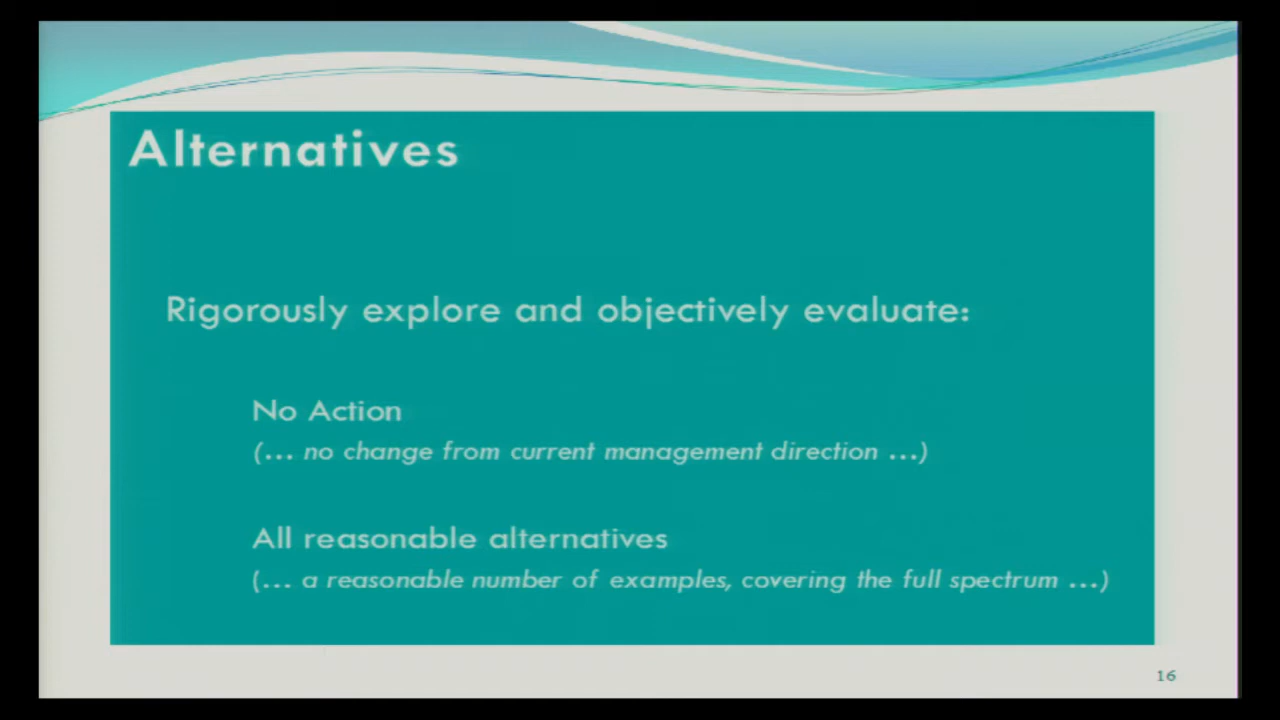 Alternatives
Rigorously explore and objectively evaluate:
No Action
(... no change from current management direction ...)
All reasonable alternatives
(... a reasonable number of examples, covering the full spectrum ...)
16